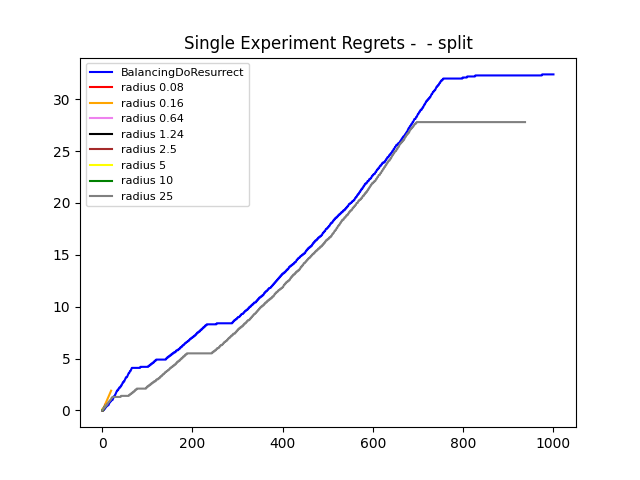 Single Experiment Regrets -  - split
BalancingDoResurrect
radius 0.08
radius 0.16
radius 0.64
radius 1.24
radius 2.5
radius 5
radius 10
radius 25
30
25
20
15
10
5
0
0 200 400 600 800 1000